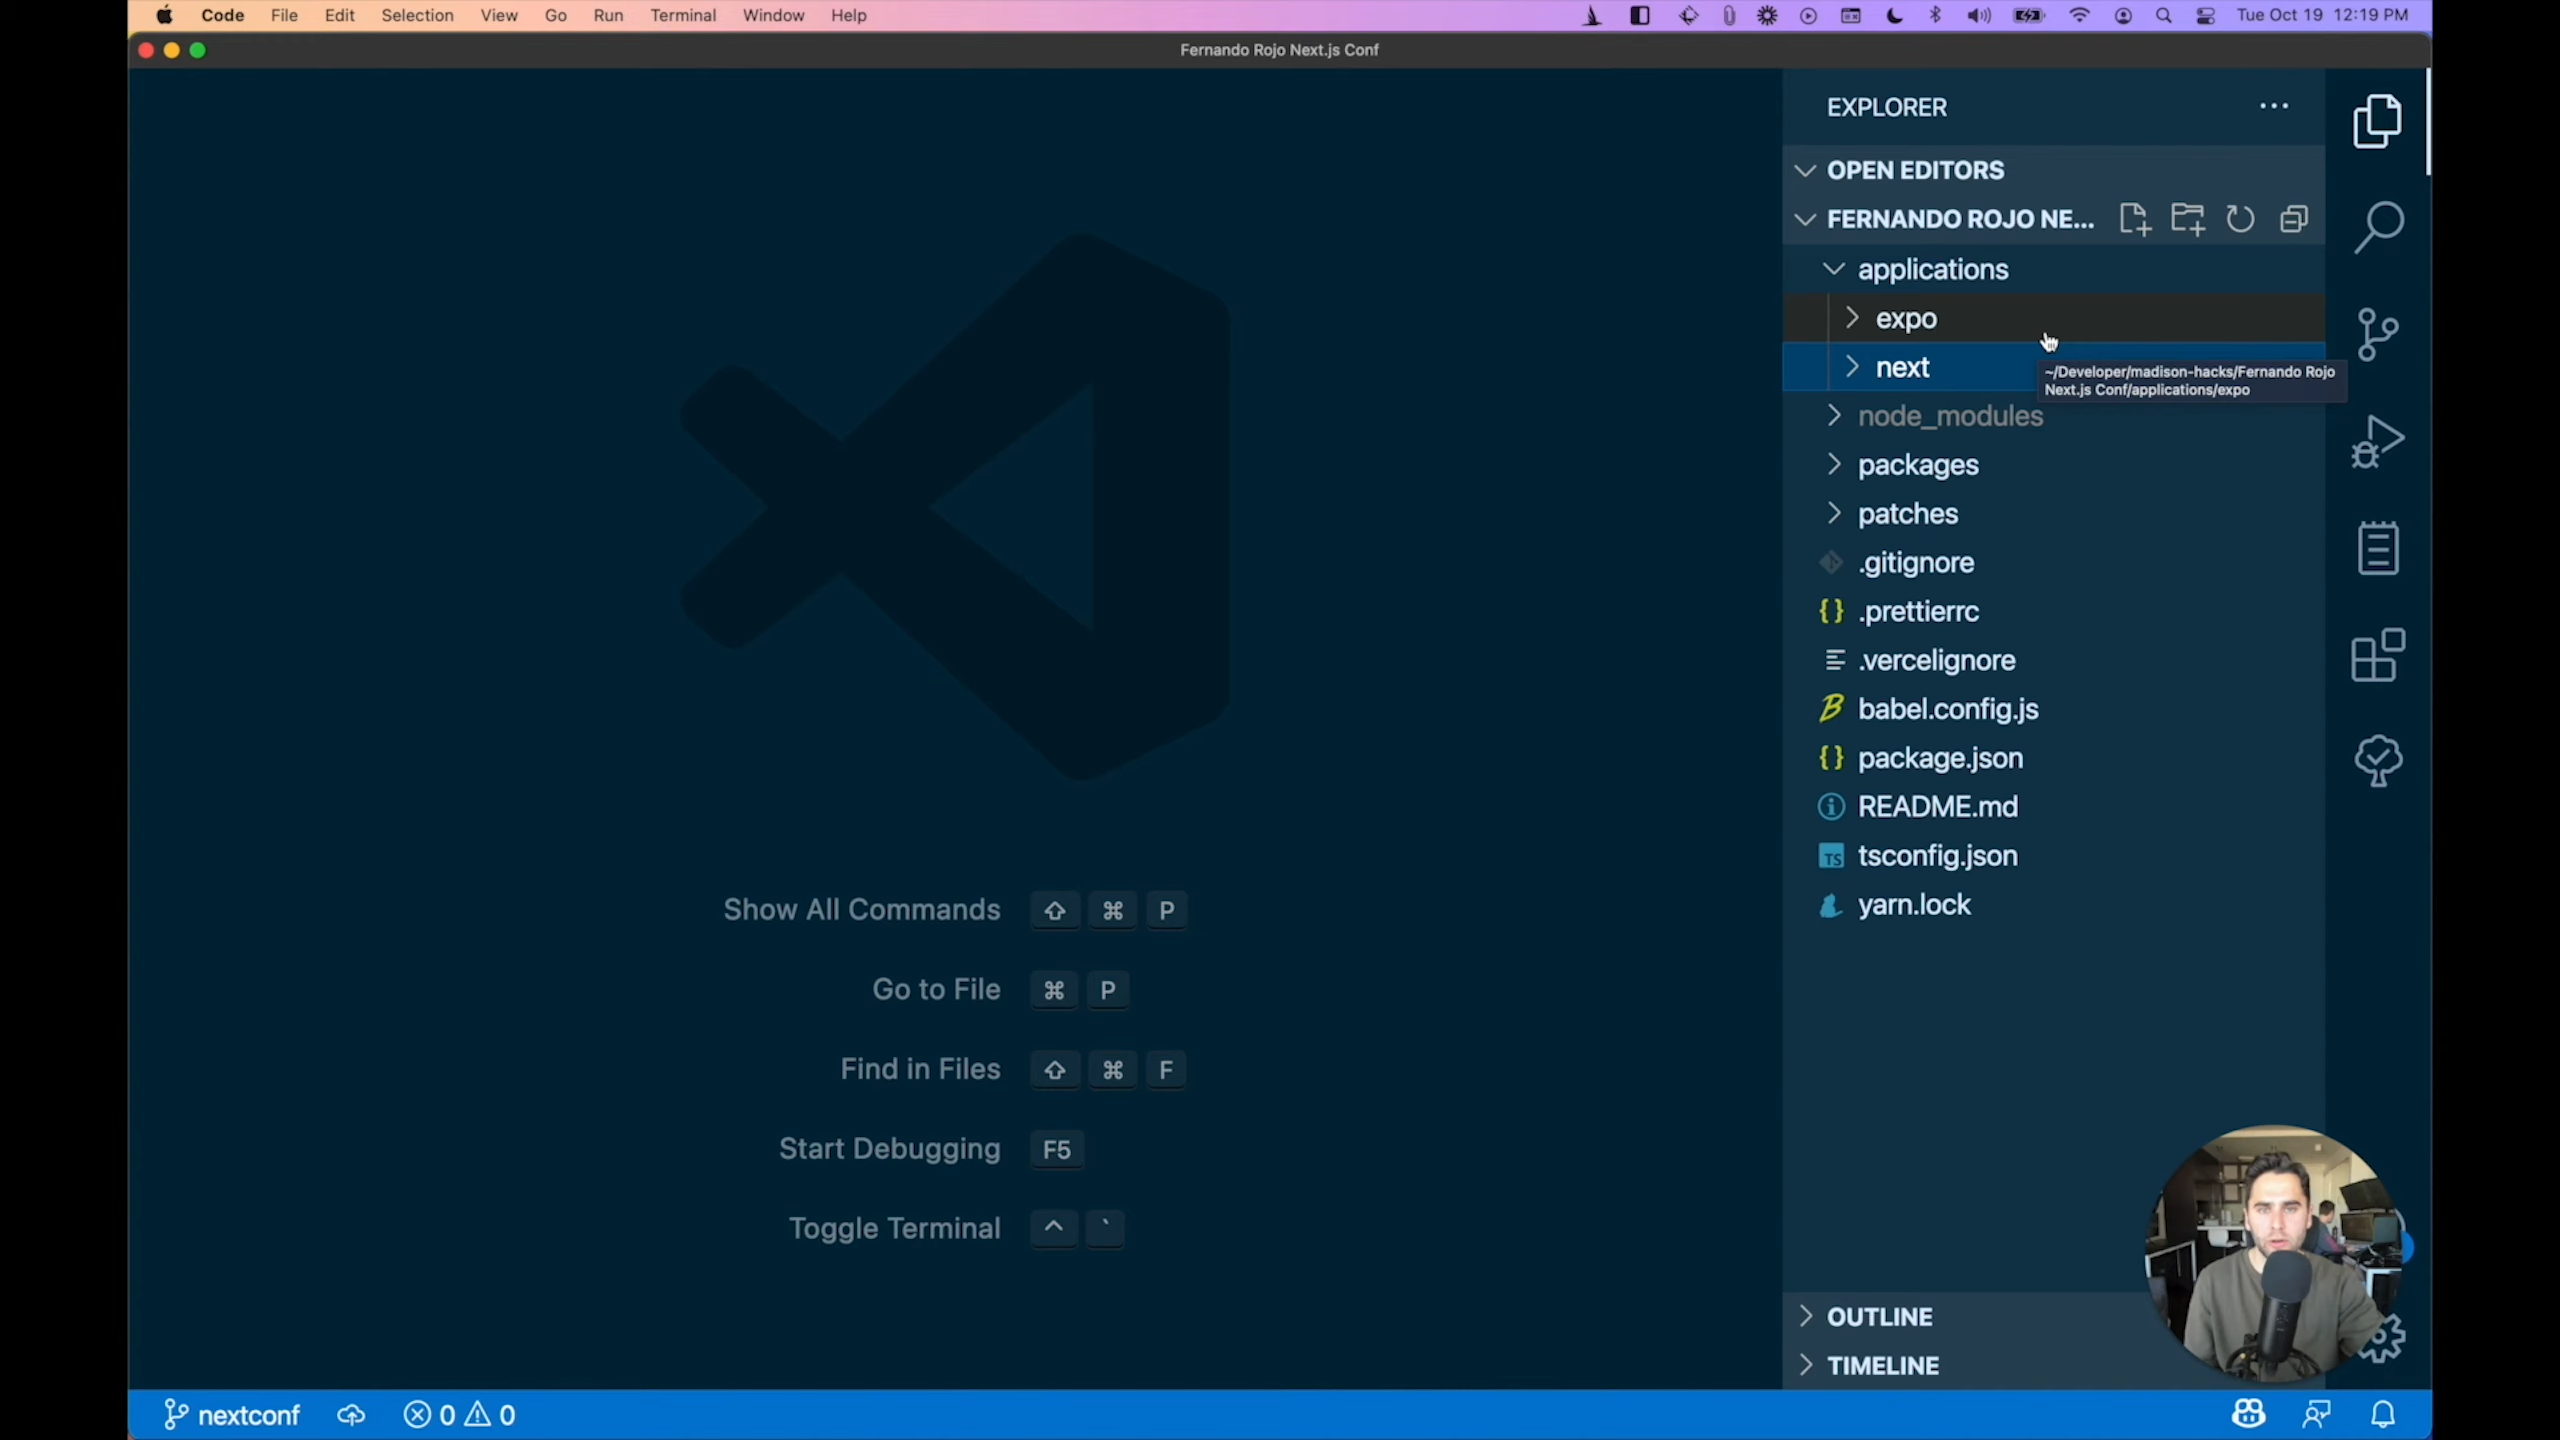 Code File Edit Selection View Go Run Terminal Window Help Tue Oct 19 12:19 PM
Fernando Rojo Next.js Conf
EXPLORER
OPEN EDITORS
FERNANDO ROJO NE...
applications
expo
next
~/Developer/madison-hacks/Fernando Rojo
Next.js Conf/applications/expo
node_modules
packages
patches
.gitignore
{} .prettierrc
.vercelignore
babel.config.js
{} package.json
README.md
TS tsconfig.json
yarn.lock
Show All Commands ⇧ ⌘ P
Go to File ⌘ P
Find in Files ⇧ ⌘ F
Start Debugging F5
Toggle Terminal ^ `
OUTLINE
TIMELINE
nextconf 0 0